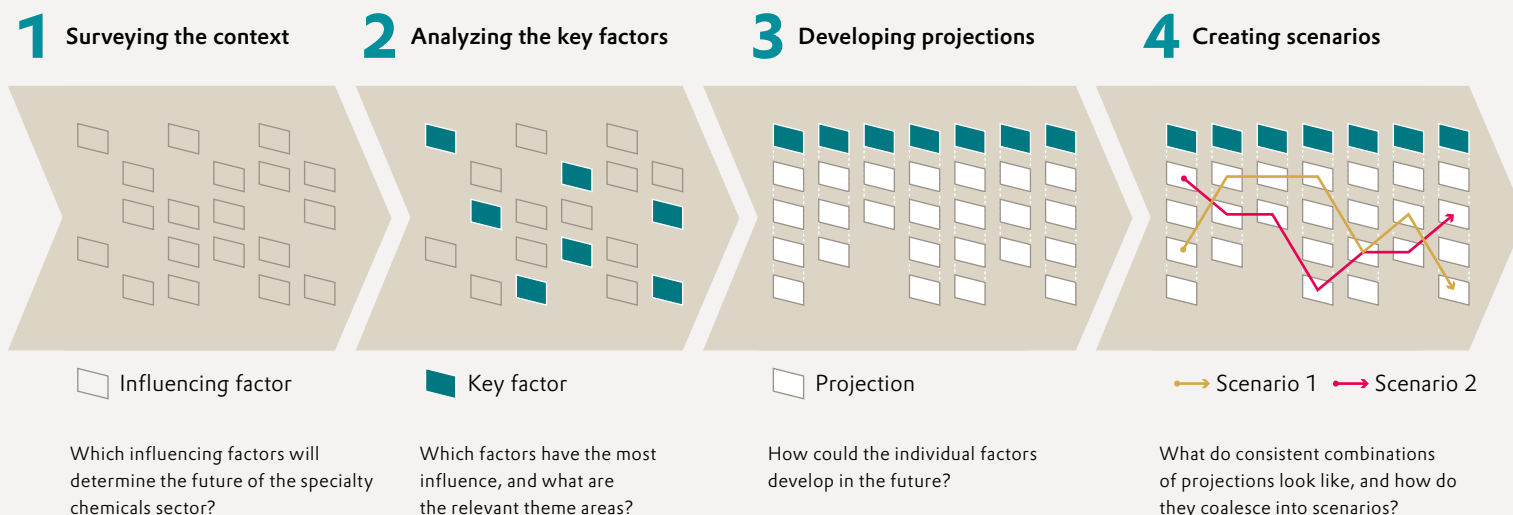 1 Surveying the context
2 Analyzing the key factors
3 Developing projections
4 Creating scenarios
Influencing factor
Key factor
Projection
Scenario 1
Scenario 2
Which influencing factors will
determine the future of the specialty
chemicals sector?
Which factors have the most
influence, and what are
the relevant theme areas?
How could the individual factors
develop in the future?
What do consistent combinations
of projections look like, and how do
they coalesce into scenarios?